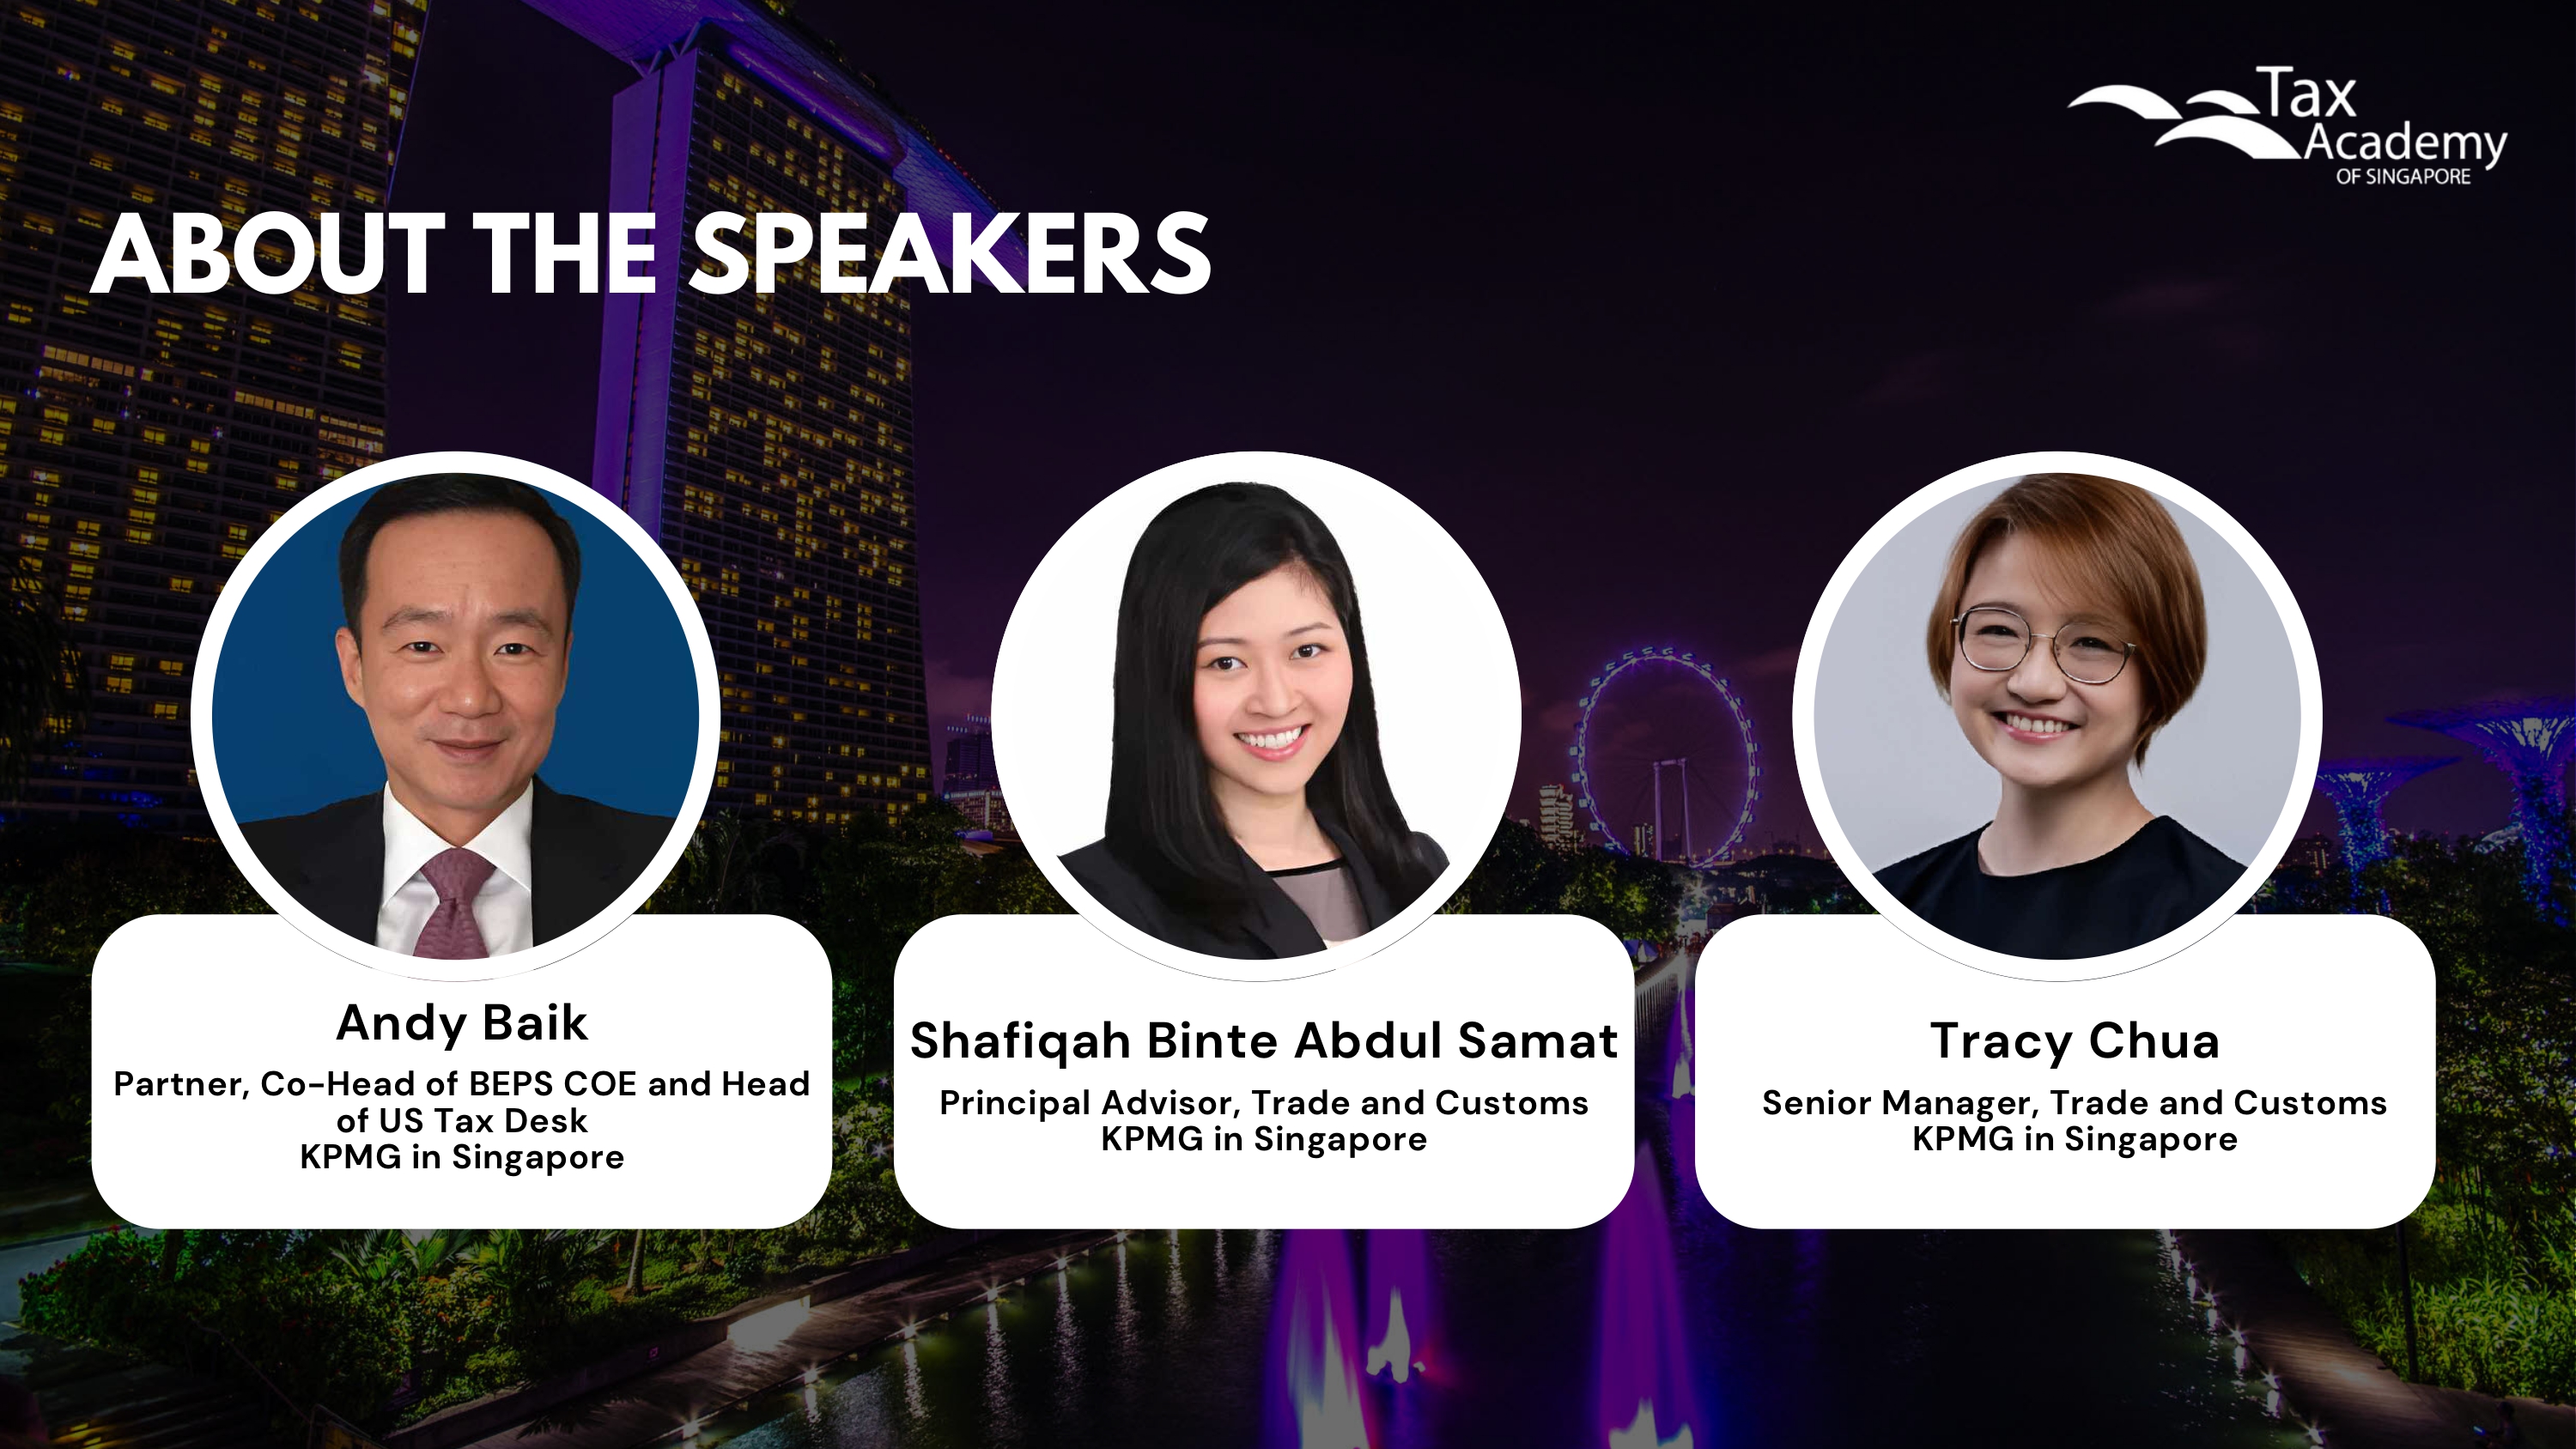 Tax
Academy
OF SINGAPORE
ABOUT THE SPEAKERS
Andy Baik
Partner, Co-Head of BEPS COE and Head
of US Tax Desk
KPMG in Singapore
Shafiqah Binte Abdul Samat
Principal Advisor, Trade and Customs
KPMG in Singapore
Tracy Chua
Senior Manager, Trade and Customs
KPMG in Singapore